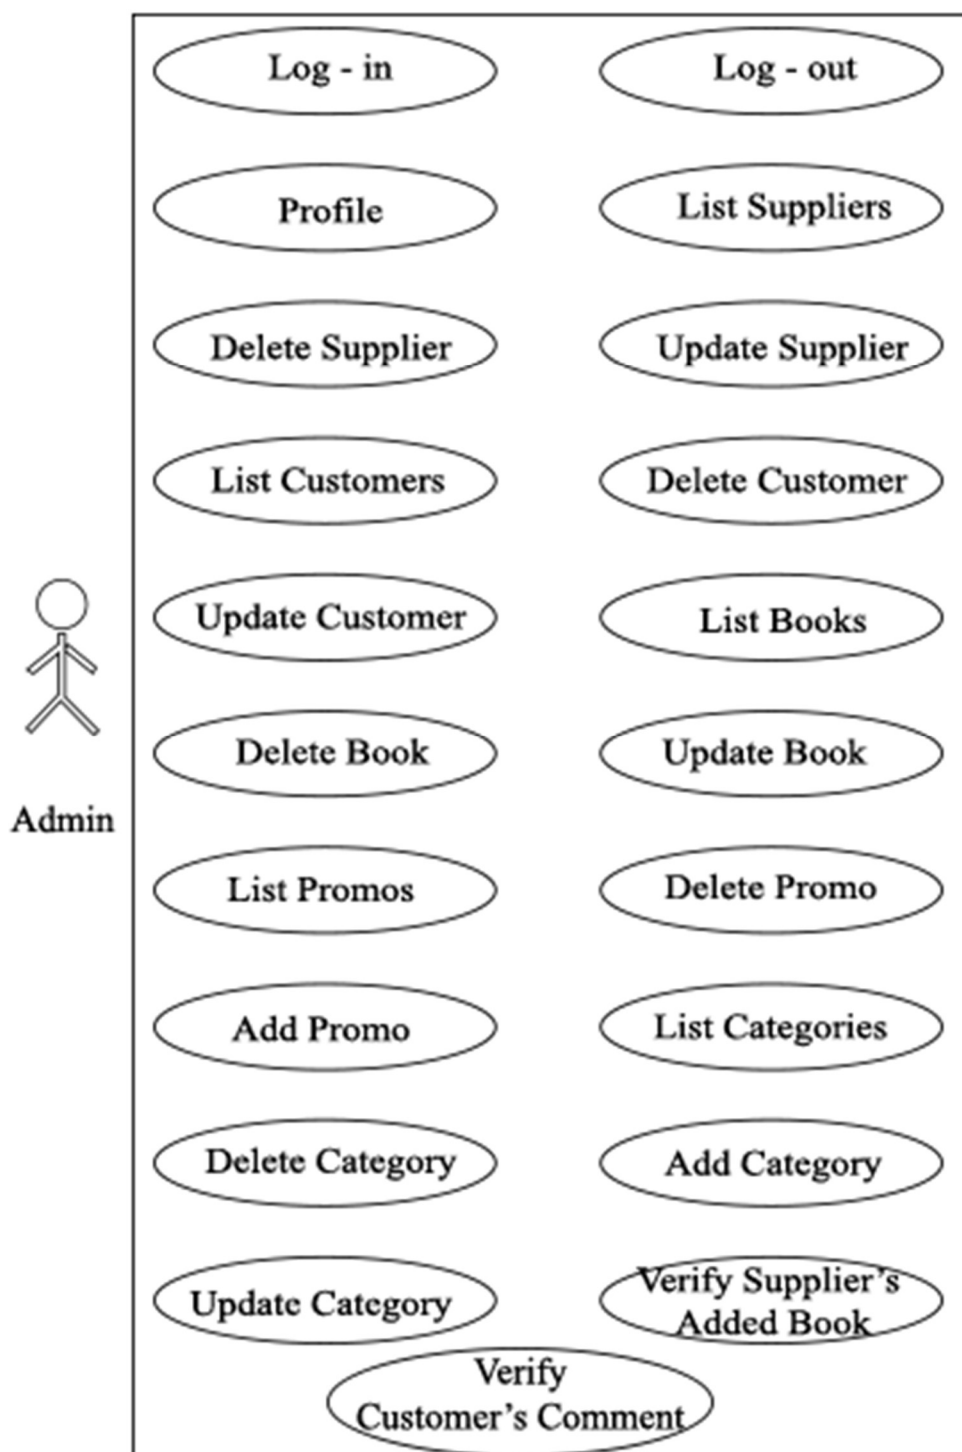 Log - in
Log - out
Profile
List Suppliers
Delete Supplier
Update Supplier
List Customers
Delete Customer
Update Customer
List Books
Delete Book
Update Book
Admin
List Promos
Delete Promo
Add Promo
List Categories
Delete Category
Add Category
Update Category
Verify Supplier’s
Added Book
Verify
Customer’s Comment